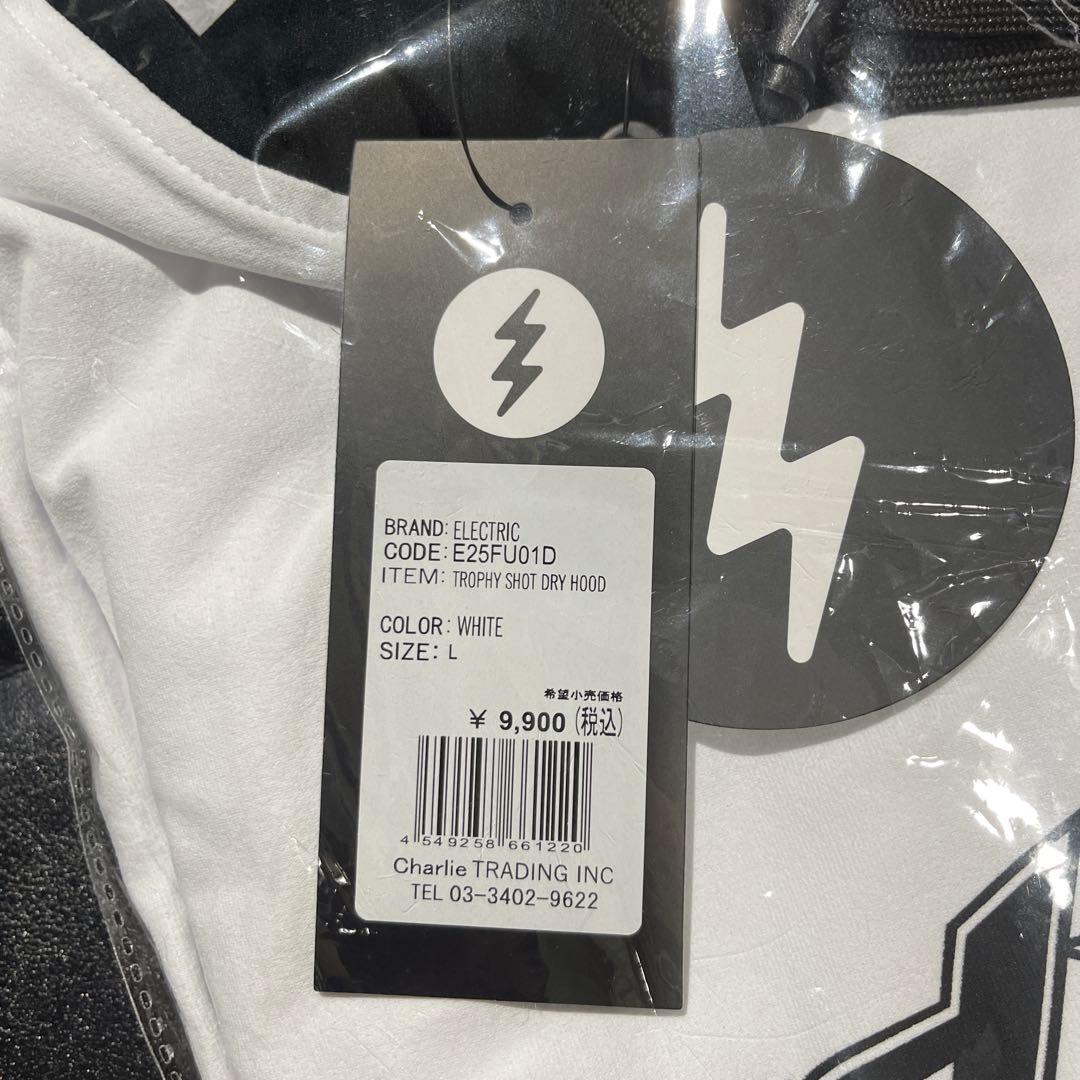 BRAND: ELECTRIC
CODE: E25FU01D
ITEM: TROPHY SHOT DRY HOOD
COLOR: WHITE
SIZE: L
希望小売価格
¥ 9,900 (税込)
4 549258 661220
Charlie TRADING INC
TEL 03-3402-9622